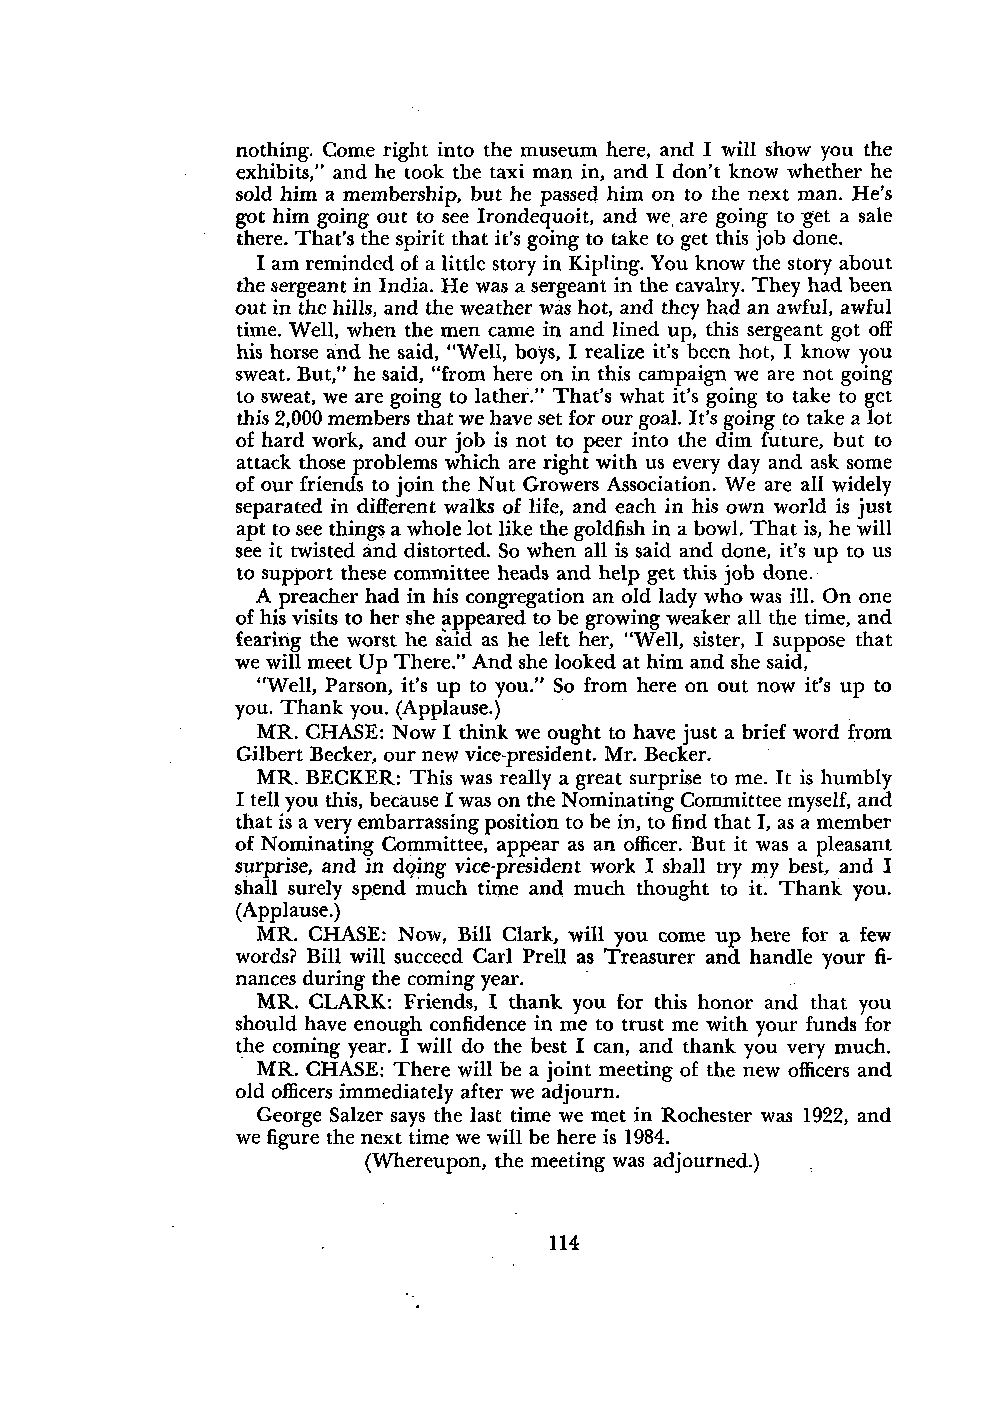 nothing. Come right into the museum here, and I will show you the
exhibits," and he took the taxi man in, and I don't know whether he
sold him a membership, but he passed him on to the next man. He's
got him going out to see Irondequoit, and we are going to get a sale
there. That's the spirit that it's going to take to get this job done.
I am reminded of a little story in Kipling. You know the story about
the sergeant in India. He was a sergeant in the cavalry. They had been
out in the hills, and the weather was hot, and they had an awful, awful
time. Well, when the men came in and lined up, this sergeant got off
his horse and he said, "Well, boys, I realize it's been hot, I know you
sweat. But," he said, "from here on in this campaign we are not going
to sweat, we are going to lather." That's what it's going to take to get
this 2,000 members that we have set for our goal. It's going to take a lot
of hard work, and our job is not to peer into the dim future, but to
attack those problems which are right with us every day and ask some
of our friends to join the Nut Growers Association. We are all widely
separated in different walks of life, and each in his own world is just
apt to see things a whole lot like the goldfish in a bowl. That is, he will
see it twisted and distorted. So when all is said and done, it's up to us
to support these committee heads and help get this job done.
A preacher had in his congregation an old lady who was ill. On one
of his visits to her she appeared to be growing weaker all the time, and
fearing the worst he said as he left her, "Well, sister, I suppose that
we will meet Up There." And she looked at him and she said,
"Well, Parson, it's up to you." So from here on out now it's up to
you. Thank you. (Applause.)
MR. CHASE: Now I think we ought to have just a brief word from
Gilbert Becker, our new vice-president. Mr. Becker.
MR. BECKER: This was really a great surprise to me. It is humbly
I tell you this, because I was on the Nominating Committee myself, and
that is a very embarrassing position to be in, to find that I, as a member
of Nominating Committee, appear as an officer. But it was a pleasant
surprise, and in doing vice-president work I shall try my best, and I
shall surely spend much time and much thought to it. Thank you.
(Applause.)
MR. CHASE: Now, Bill Clark, will you come up here for a few
words? Bill will succeed Carl Prell as Treasurer and handle your fi-
nances during the coming year.
MR. CLARK: Friends, I thank you for this honor and that you
should have enough confidence in me to trust me with your funds for
the coming year. I will do the best I can, and thank you very much.
MR. CHASE: There will be a joint meeting of the new officers and
old officers immediately after we adjourn.
George Salzer says the last time we met in Rochester was 1922, and
we figure the next time we will be here is 1984.
(Whereupon, the meeting was adjourned.)
114